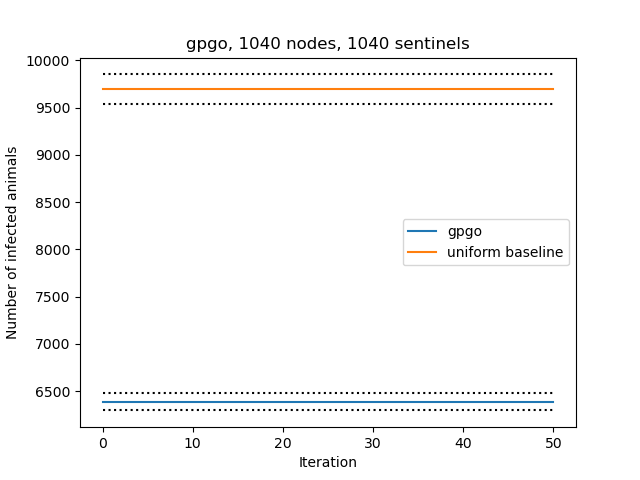 gpgo, 1040 nodes, 1040 sentinels
10000
9500
9000
8500
8000
7500
7000
6500
Number of infected animals
gpgo
uniform baseline
0 10 20 30 40 50
Iteration